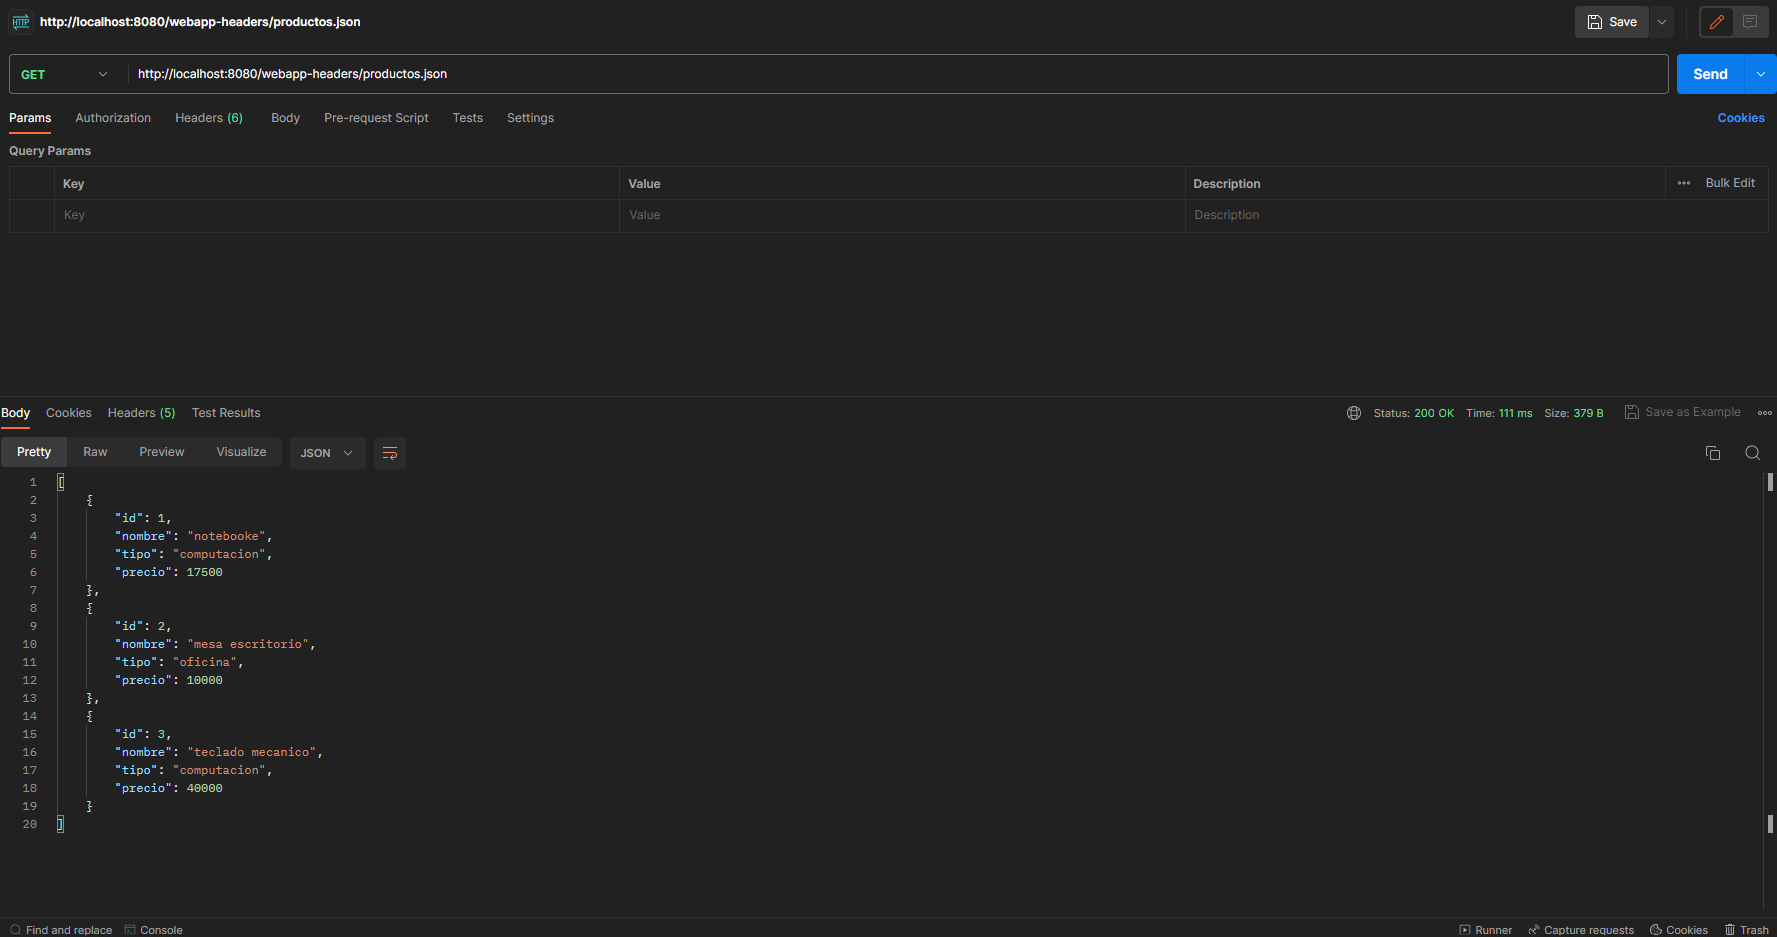 HTTP http://localhost:8080/webapp-headers/productos.json Save
GET http://localhost:8080/webapp-headers/productos.json Send
Params Authorization Headers (6) Body Pre-request Script Tests Settings Cookies
Query Params
Key Value Description ••• Bulk Edit
Key Value Description
Body Cookies Headers (5) Test Results Status: 200 OK Time: 111 ms Size: 379 B Save as Example
Pretty Raw Preview Visualize JSON
1 [
2 {
3 "id": 1,
4 "nombre": "notebooke",
5 "tipo": "computacion",
6 "precio": 17500
7 },
8 {
9 "id": 2,
10 "nombre": "mesa escritorio",
11 "tipo": "oficina",
12 "precio": 10000
13 },
14 {
15 "id": 3,
16 "nombre": "teclado mecanico",
17 "tipo": "computacion",
18 "precio": 40000
19 }
20 ]
Find and replace Console Runner Capture requests Cookies Trash